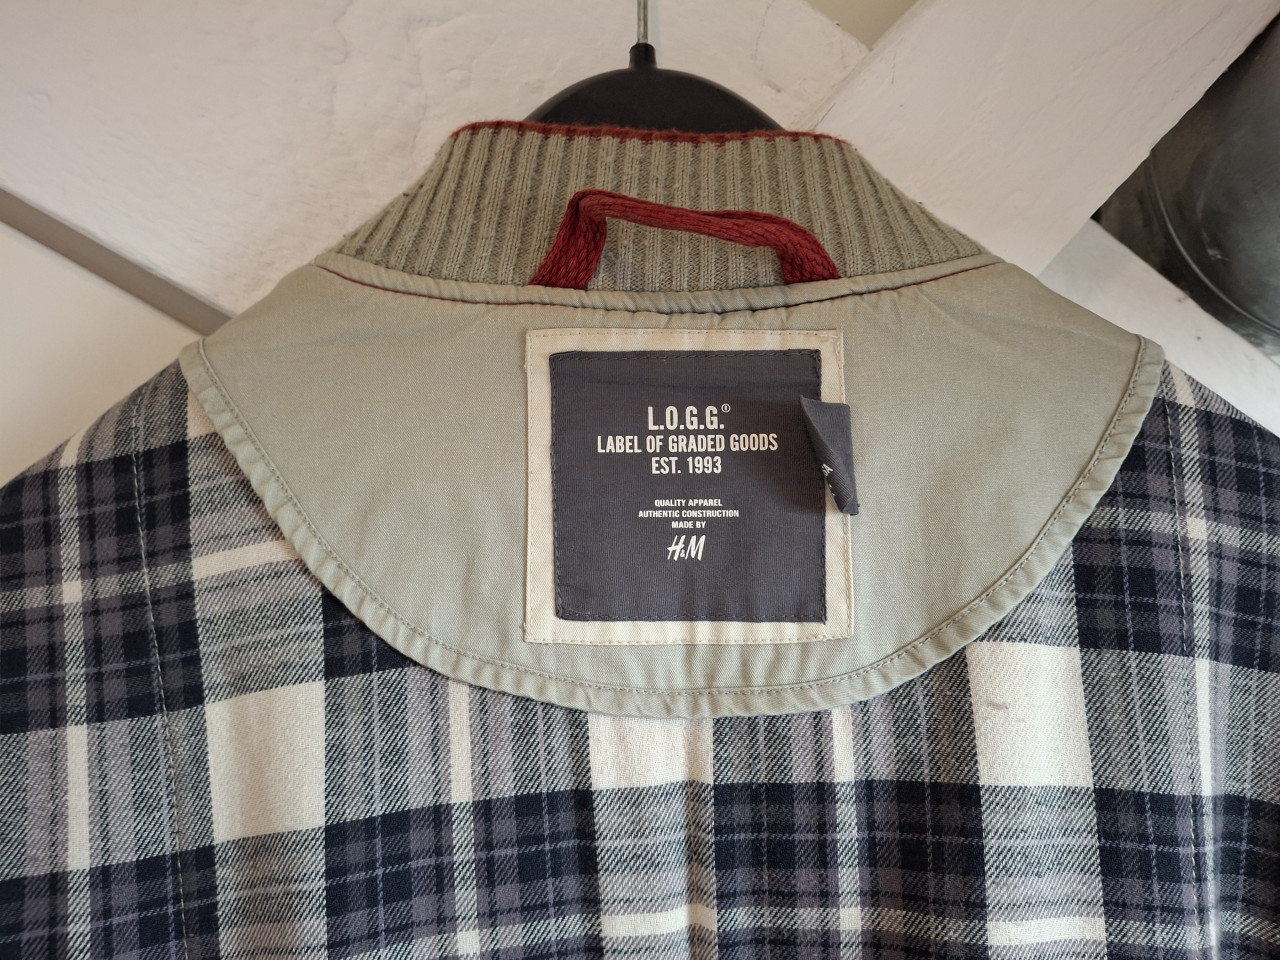 L.O.G.G.®
LABEL OF GRADED GOODS
EST. 1993
QUALITY APPAREL
AUTHENTIC CONSTRUCTION
MADE BY
H&M